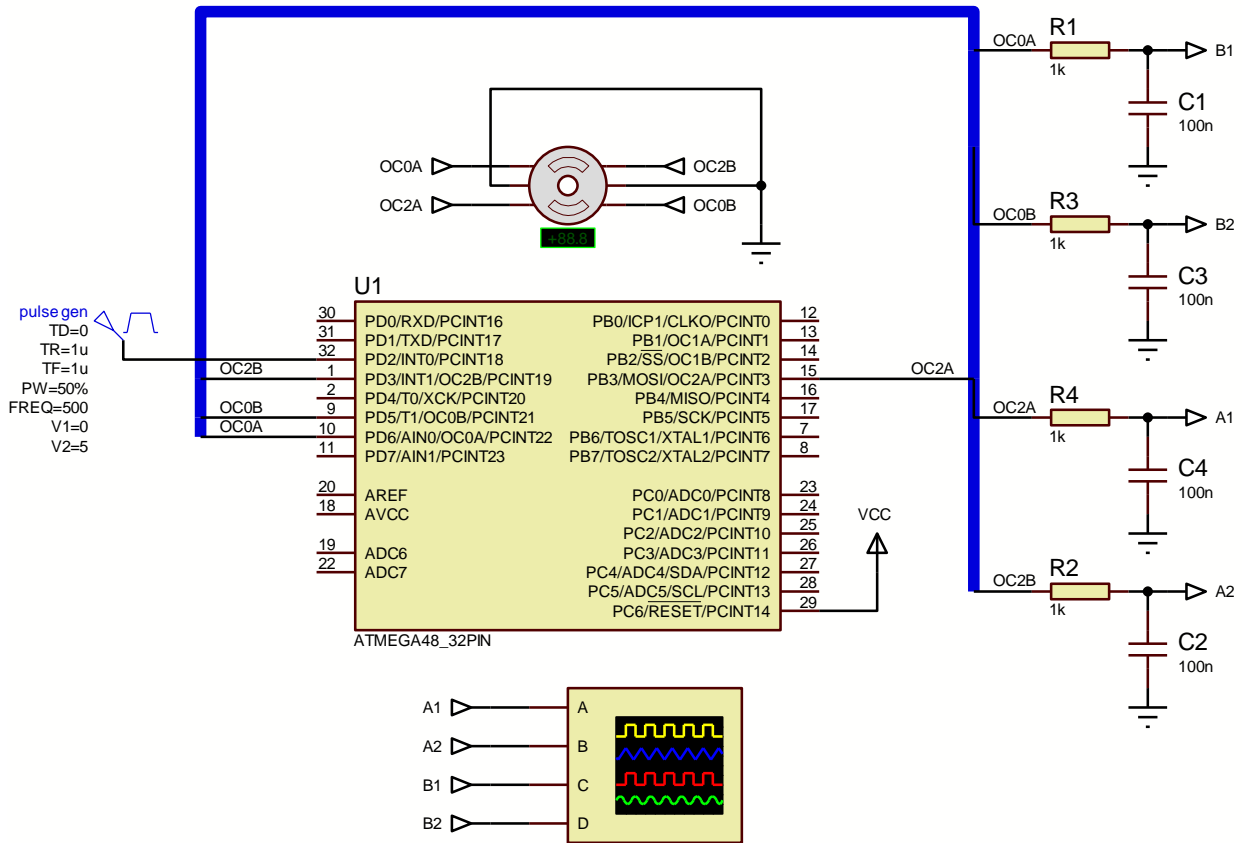 OC0A
R1
1k
B1
C1
100n
OC0A
OC2A
OC2B
OC0B
+88.8
OC0B
R3
1k
B2
C3
100n
U1
pulse gen
TD=0
TR=1u
TF=1u
PW=50%
FREQ=500
V1=0
V2=5
OC2B
OC0B
OC0A
30 PD0/RXD/PCINT16
31 PD1/TXD/PCINT17
32 PD2/INT0/PCINT18
1 PD3/INT1/OC2B/PCINT19
2 PD4/T0/XCK/PCINT20
9 PD5/T1/OC0B/PCINT21
10 PD6/AIN0/OC0A/PCINT22
11 PD7/AIN1/PCINT23
20 AREF
18 AVCC
19 ADC6
22 ADC7
PB0/ICP1/CLKO/PCINT0 12
PB1/OC1A/PCINT1 13
PB2/SS/OC1B/PCINT2 14
PB3/MOSI/OC2A/PCINT3 15
PB4/MISO/PCINT4 16
PB5/SCK/PCINT5 17
PB6/TOSC1/XTAL1/PCINT6 7
PB7/TOSC2/XTAL2/PCINT7 8
PC0/ADC0/PCINT8 23
PC1/ADC1/PCINT9 24
PC2/ADC2/PCINT10 25
PC3/ADC3/PCINT11 26
PC4/ADC4/SDA/PCINT12 27
PC5/ADC5/SCL/PCINT13 28
PC6/RESET/PCINT14 29
ATMEGA48_32PIN
OC2A
VCC
OC2A
R4
1k
A1
C4
100n
OC2B
R2
1k
A2
C2
100n
A1 A
A2 B
B1 C
B2 D